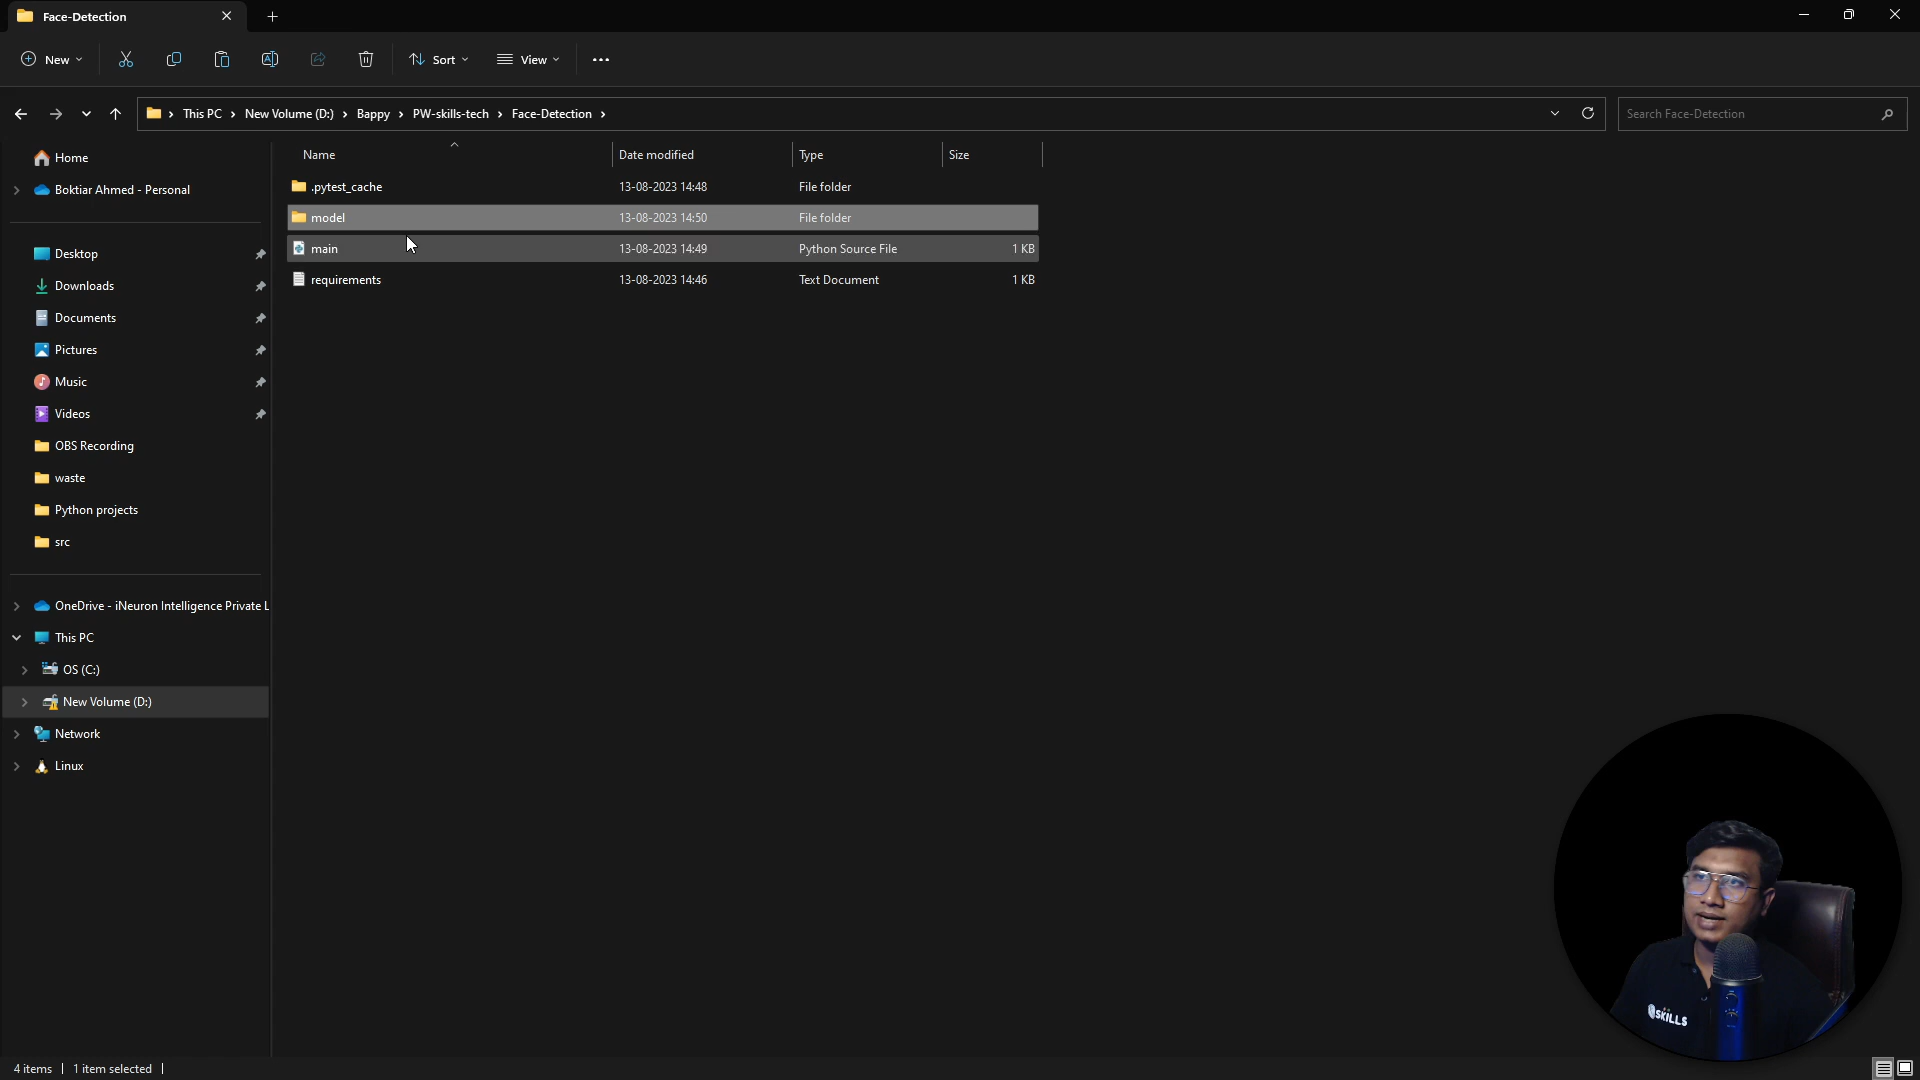 Face-Detection
New
Sort
View
This PC
New Volume (D:)
Bappy
PW-skills-tech
Face-Detection
Search Face-Detection
Home
Boktiar Ahmed - Personal
Desktop
Downloads
Documents
Pictures
Music
Videos
OBS Recording
waste
Python projects
src
OneDrive - iNeuron Intelligence Private L
This PC
OS (C:)
New Volume (D:)
Network
Linux
Name Date modified Type Size
.pytest_cache 13-08-2023 14:48 File folder
model 13-08-2023 14:50 File folder
main 13-08-2023 14:49 Python Source File 1 KB
requirements 13-08-2023 14:46 Text Document 1 KB
SKILLS
4 items 1 item selected